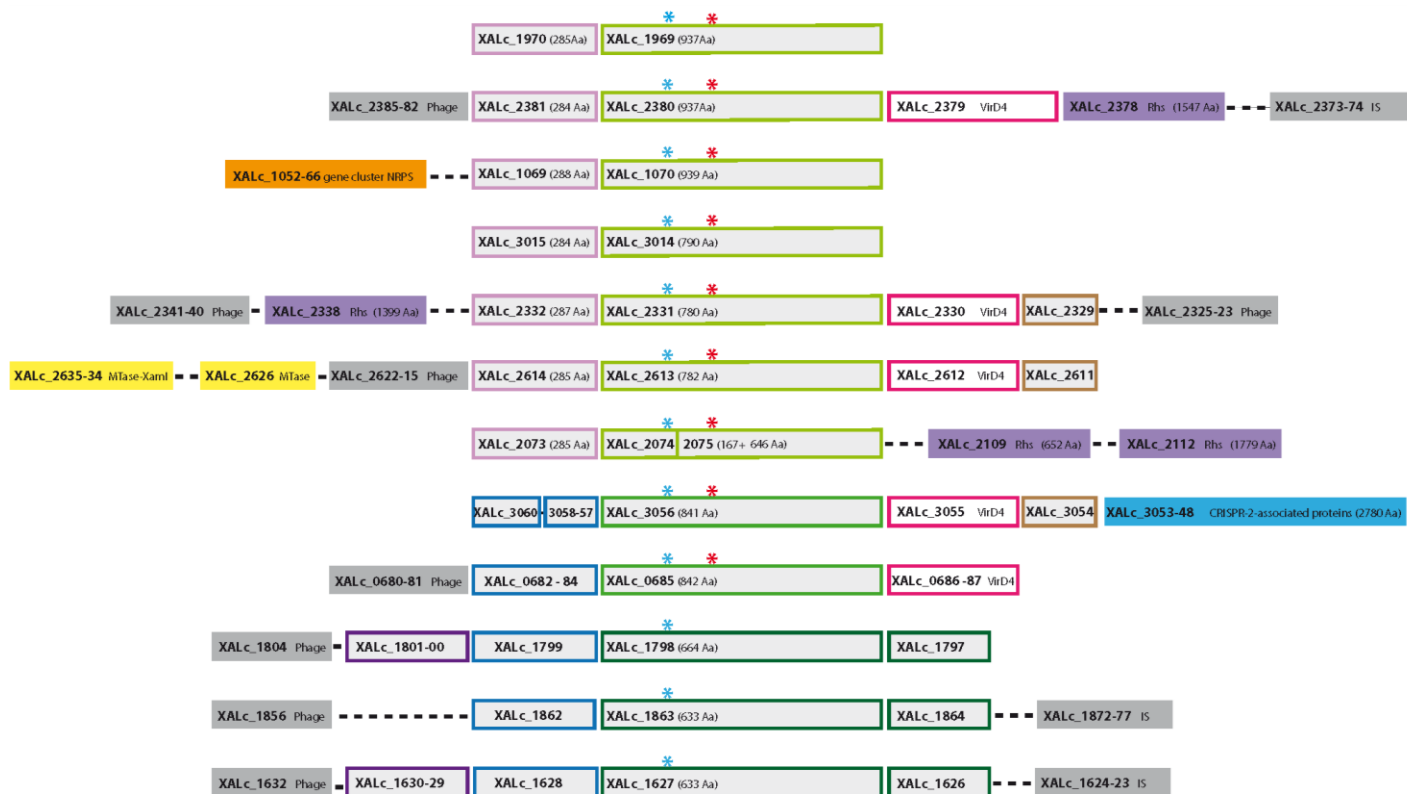 * *
XALc_1970 (285Aa) XALc_1969 (937Aa)
* *
XALc_2385-82 Phage XALc_2381 (284 Aa) XALc_2380 (937Aa) XALc_2379 VirD4 XALc_2378 Rhs (1547 Aa) XALc_2373-74 IS
* *
XALc_1052-66 gene cluster NRPS XALc_1069 (288 Aa) XALc_1070 (939 Aa)
* *
XALc_3015 (284 Aa) XALc_3014 (790 Aa)
* *
XALc_2341-40 Phage XALc_2338 Rhs (1399 Aa) XALc_2332 (287 Aa) XALc_2331 (780 Aa) XALc_2330 VirD4 XALc_2329 XALc_2325-23 Phage
* *
XALc_2635-34 MTase-XamI XALc_2626 MTase XALc_2622-15 Phage XALc_2614 (285 Aa) XALc_2613 (782 Aa) XALc_2612 VirD4 XALc_2611
* *
XALc_2073 (285 Aa) XALc_2074 2075 (167+ 646 Aa) XALc_2109 Rhs (652 Aa) XALc_2112 Rhs (1779 Aa)
* *
XALc_3060 3058-57 XALc_3056 (841 Aa) XALc_3055 VirD4 XALc_3054 XALc_3053-48 CRISPR-2-associated proteins (2780 Aa)
* *
XALc_0680-81 Phage XALc_0682 - 84 XALc_0685 (842 Aa) XALc_0686 -87 VirD4
*
XALc_1804 Phage XALc_1801-00 XALc_1799 XALc_1798 (664 Aa) XALc_1797
*
XALc_1856 Phage XALc_1862 XALc_1863 (633 Aa) XALc_1864 XALc_1872-77 IS
*
XALc_1632 Phage XALc_1630-29 XALc_1628 XALc_1627 (633 Aa) XALc_1626 XALc_1624-23 IS